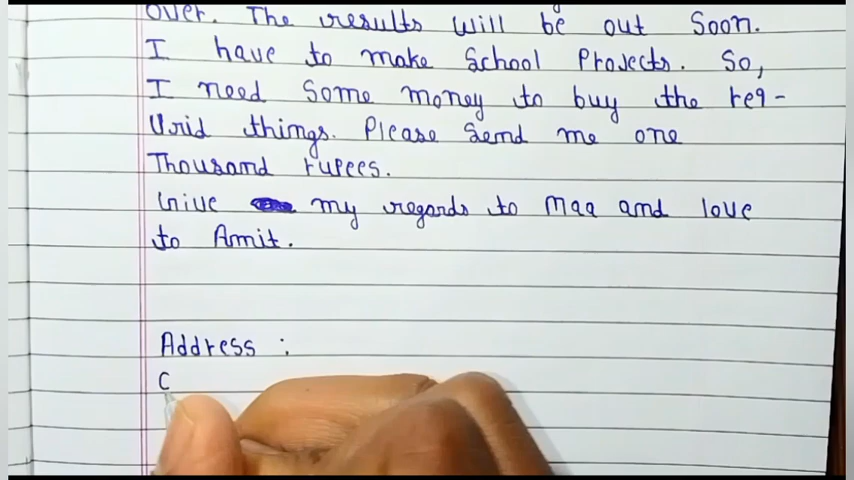 over. The results will be out Soon.
I have to make School Projects. So,
I need Some money to buy the req-
Urid things. Please Send me one
Thousand rupees.
Give my regards to Maa and love
to Amit.
Address :
C